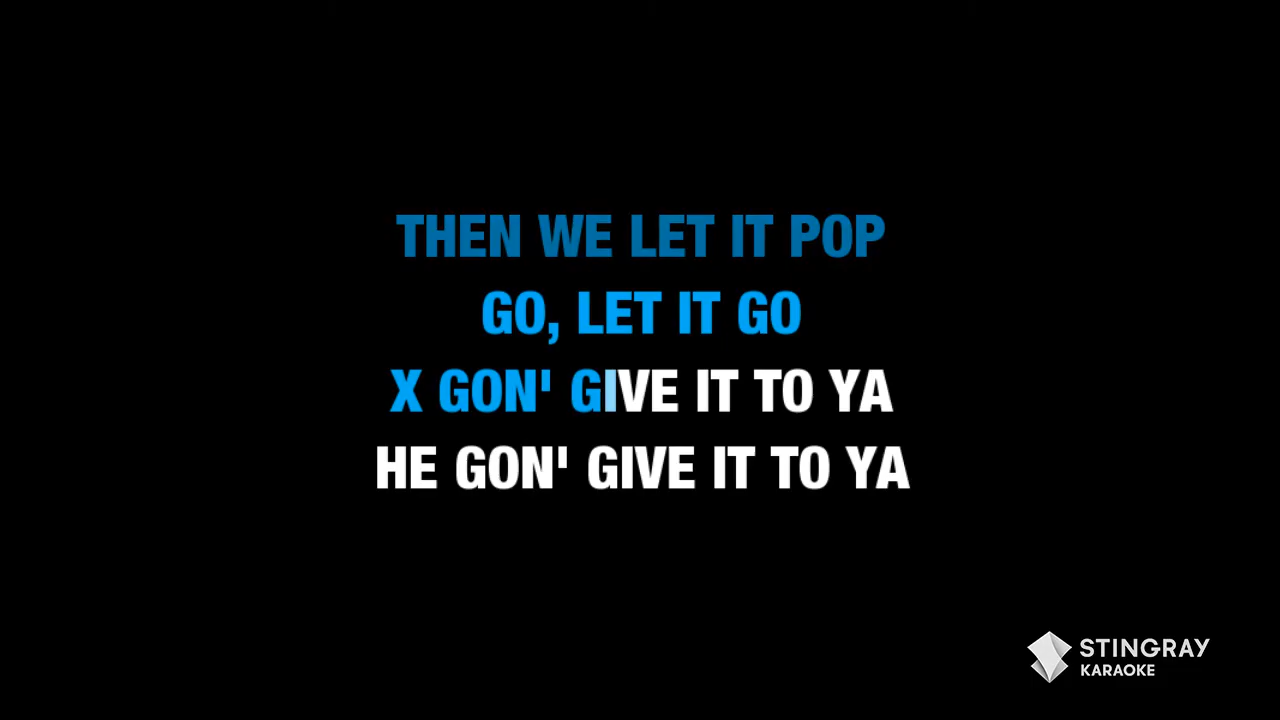 THEN WE LET IT POP
GO, LET IT GO
X GON' GIVE IT TO YA
HE GON' GIVE IT TO YA
STINGRAY
KARAOKE